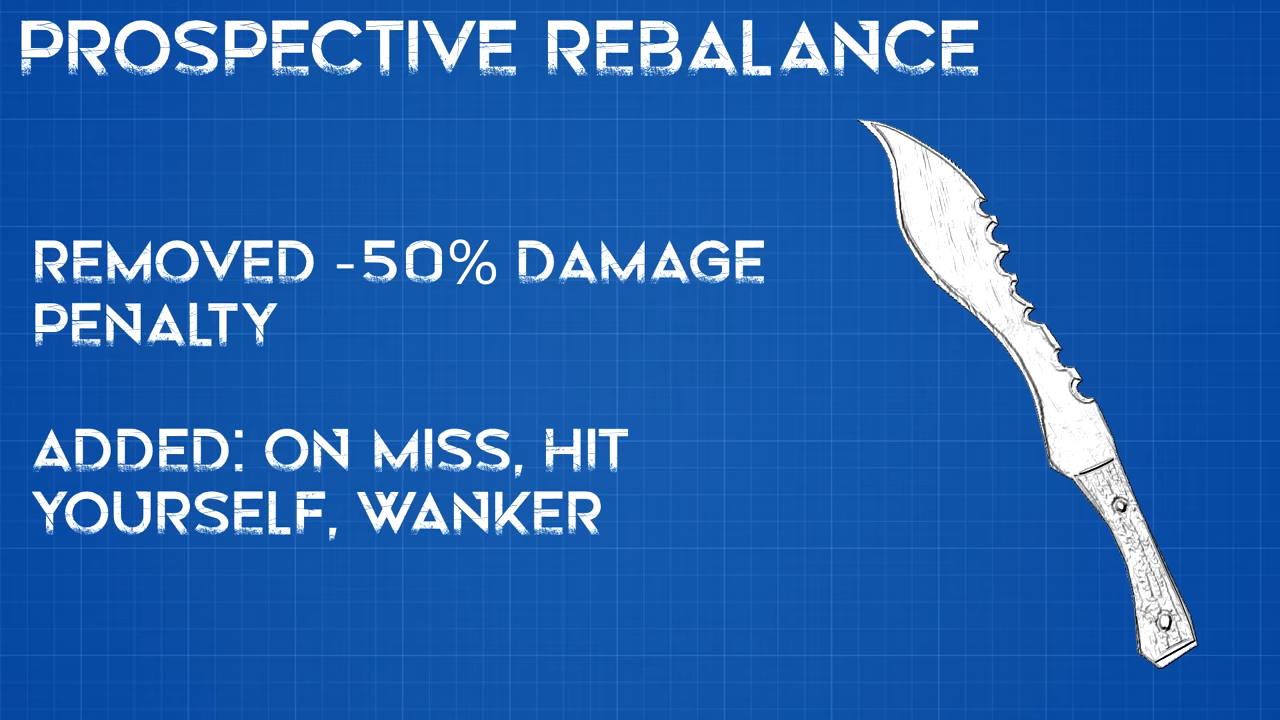 PROSPECTIVE REBALANCE
REMOVED -50% DAMAGE
PENALTY
ADDED: ON MISS, HIT
YOURSELF, WANKER